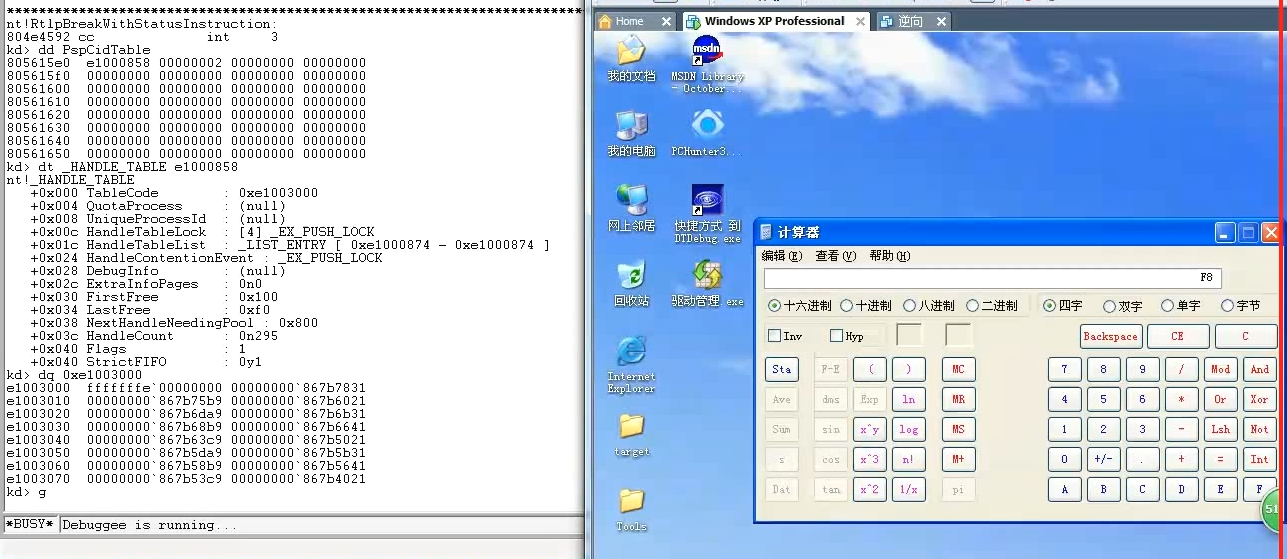 nt!RtlpBreakWithStatusInstruction:
804e4592 cc int 3
kd> dd PspCidTable
805615e0 e1000858 00000002 00000000 00000000
805615f0 00000000 00000000 00000000 00000000
80561600 00000000 00000000 00000000 00000000
80561610 00000000 00000000 00000000 00000000
80561620 00000000 00000000 00000000 00000000
80561630 00000000 00000000 00000000 00000000
80561640 00000000 00000000 00000000 00000000
80561650 00000000 00000000 00000000 00000000
kd> dt _HANDLE_TABLE e1000858
nt!_HANDLE_TABLE
+0x000 TableCode : 0xe1003000
+0x004 QuotaProcess : (null)
+0x008 UniqueProcessId : (null)
+0x00c HandleTableLock : [4] _EX_PUSH_LOCK
+0x01c HandleTableList : _LIST_ENTRY [ 0xe1000874 - 0xe1000874 ]
+0x024 HandleContentionEvent : _EX_PUSH_LOCK
+0x028 DebugInfo : (null)
+0x02c ExtraInfoPages : 0n0
+0x030 FirstFree : 0x100
+0x034 LastFree : 0xf0
+0x038 NextHandleNeedingPool : 0x800
+0x03c HandleCount : 0n295
+0x040 Flags : 1
+0x040 StrictFIFO : 0y1
kd> dq 0xe1003000
e1003000 fffffffe`00000000 00000000`867b7831
e1003010 00000000`867b75b9 00000000`867b6021
e1003020 00000000`867b6da9 00000000`867b6b31
e1003030 00000000`867b68b9 00000000`867b6641
e1003040 00000000`867b63c9 00000000`867b5021
e1003050 00000000`867b5da9 00000000`867b5b31
e1003060 00000000`867b58b9 00000000`867b5641
e1003070 00000000`867b53c9 00000000`867b4021
kd> g
*BUSY* Debuggee is running...
Home Windows XP Professional 逆向
我的文档
MSDN Library
- October...
我的电脑
PCHunter3...
网上邻居
快捷方式 到
DTDebug.exe
回收站
驱动管理.exe
Internet
Explorer
target
Tools
计算器
编辑(E) 查看(V) 帮助(H)
F8
十六进制 十进制 八进制 二进制 四字 双字 单字 字节
Inv Hyp Backspace CE C
Sta F-E ( ) MC 7 8 9 / Mod And
Ave dms Exp ln MR 4 5 6 * Or Xor
Sum sin x^y log MS 1 2 3 - Lsh Not
s cos x^3 n! M+ 0 +/- . + = Int
Dat tan x^2 1/x pi A B C D E F
51